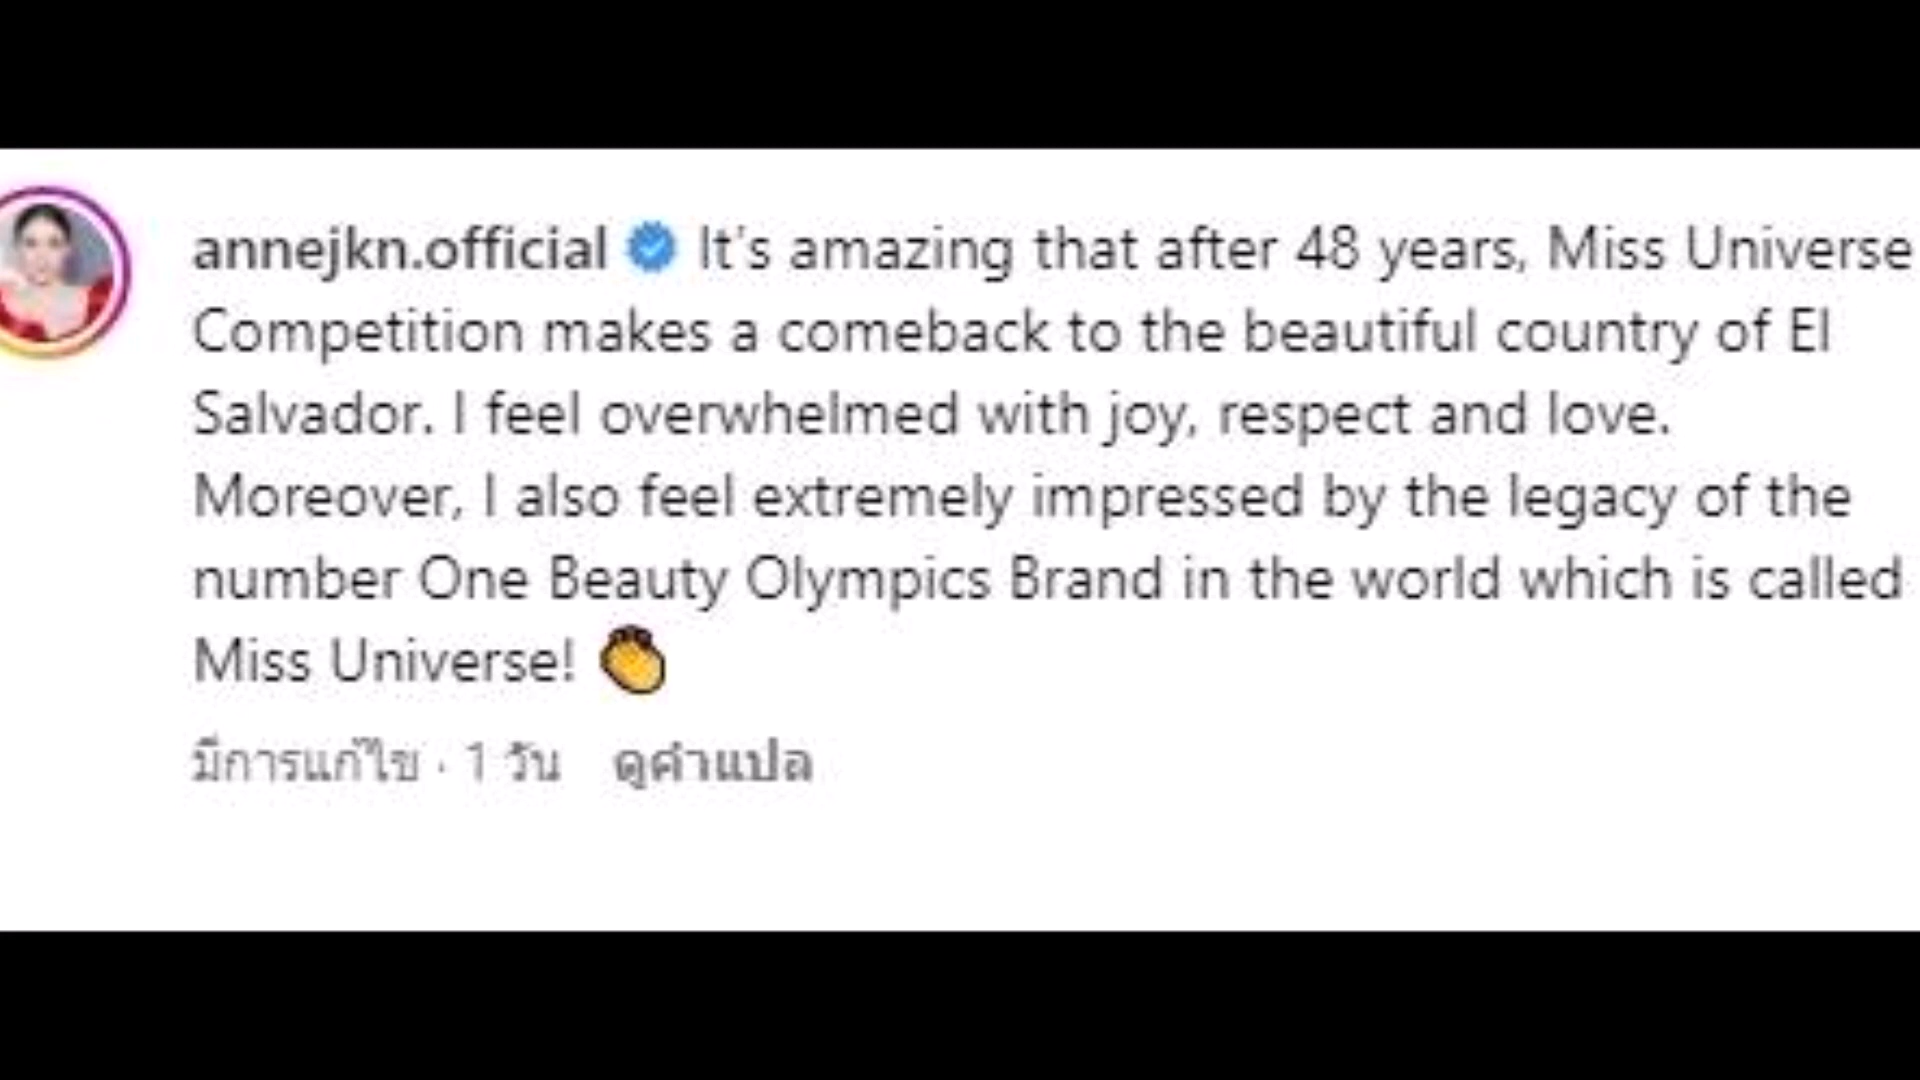 annejkn.official It's amazing that after 48 years, Miss Universe
Competition makes a comeback to the beautiful country of El
Salvador. I feel overwhelmed with joy, respect and love.
Moreover, I also feel extremely impressed by the legacy of the
number One Beauty Olympics Brand in the world which is called
Miss Universe! 👏
มีการแก้ไข · 1 วัน ดูคำแปล